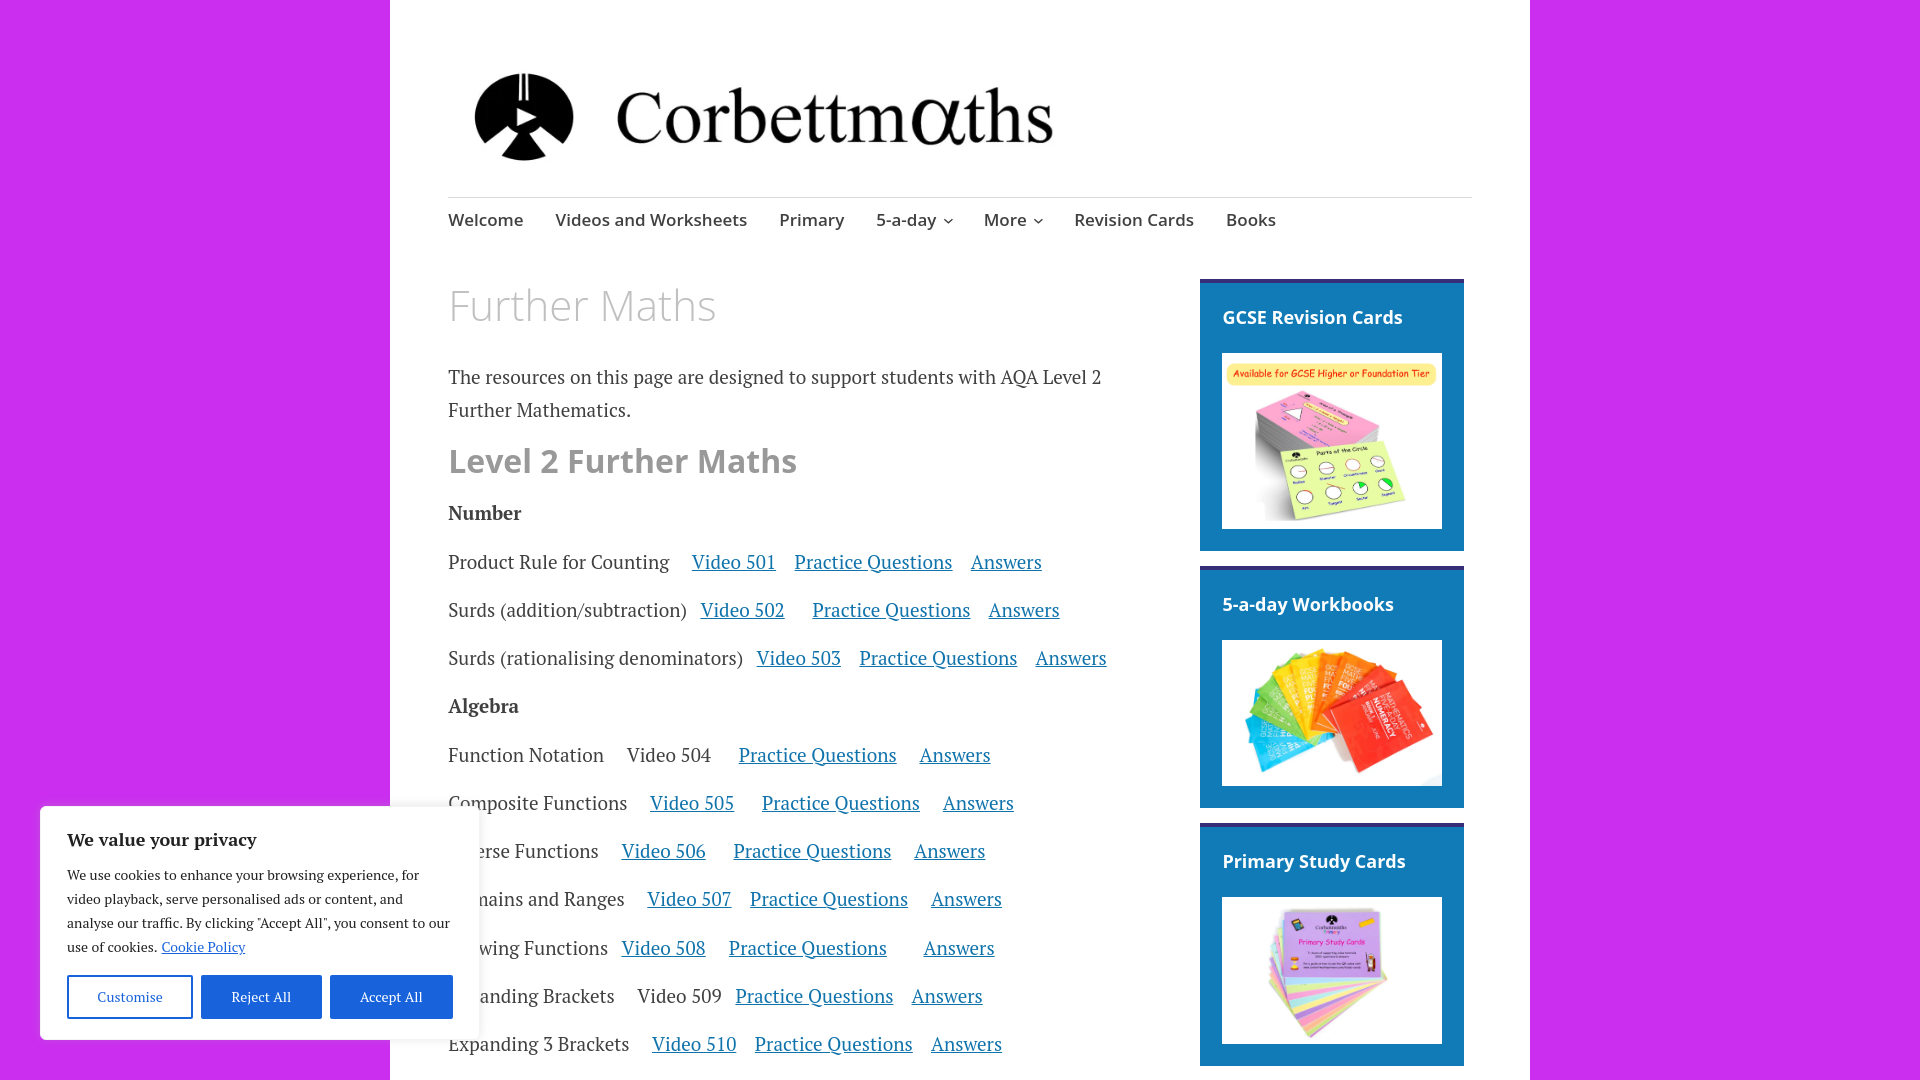 Corbettmαths
Welcome Videos and Worksheets Primary 5-a-day More Revision Cards Books
Further Maths
The resources on this page are designed to support students with AQA Level 2
Further Mathematics.
Level 2 Further Maths
Number
Product Rule for Counting Video 501 Practice Questions Answers
Surds (addition/subtraction) Video 502 Practice Questions Answers
Surds (rationalising denominators) Video 503 Practice Questions Answers
Algebra
Function Notation Video 504 Practice Questions Answers
Composite Functions Video 505 Practice Questions Answers
erse Functions Video 506 Practice Questions Answers
mains and Ranges Video 507 Practice Questions Answers
wing Functions Video 508 Practice Questions Answers
anding Brackets Video 509 Practice Questions Answers
Expanding 3 Brackets Video 510 Practice Questions Answers
GCSE Revision Cards
Available for GCSE Higher or Foundation Tier
Parts of the Circle
5-a-day Workbooks
MATHEMATICS
FIVE-A-DAY
NUMERACY
Primary Study Cards
Corbettmaths
Primary Study Cards
We value your privacy
We use cookies to enhance your browsing experience, for
video playback, serve personalised ads or content, and
analyse our traffic. By clicking "Accept All", you consent to our
use of cookies. Cookie Policy
Customise Reject All Accept All